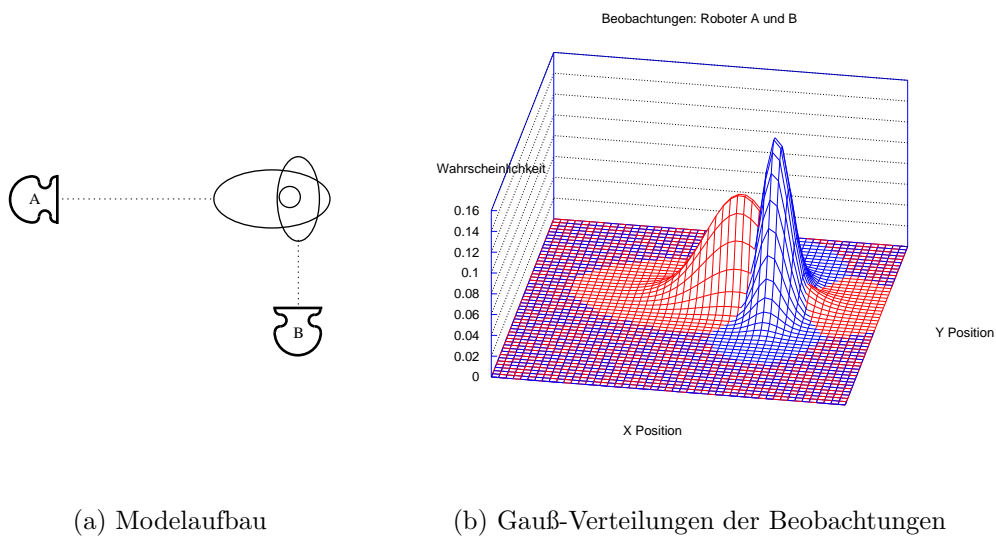 Beobachtungen: Roboter A und B
Wahrscheinlichkeit
0.16
0.14
0.12
0.1
0.08
0.06
0.04
0.02
0
A
B
Y Position
X Position
(a) Modelaufbau
(b) Gauß-Verteilungen der Beobachtungen